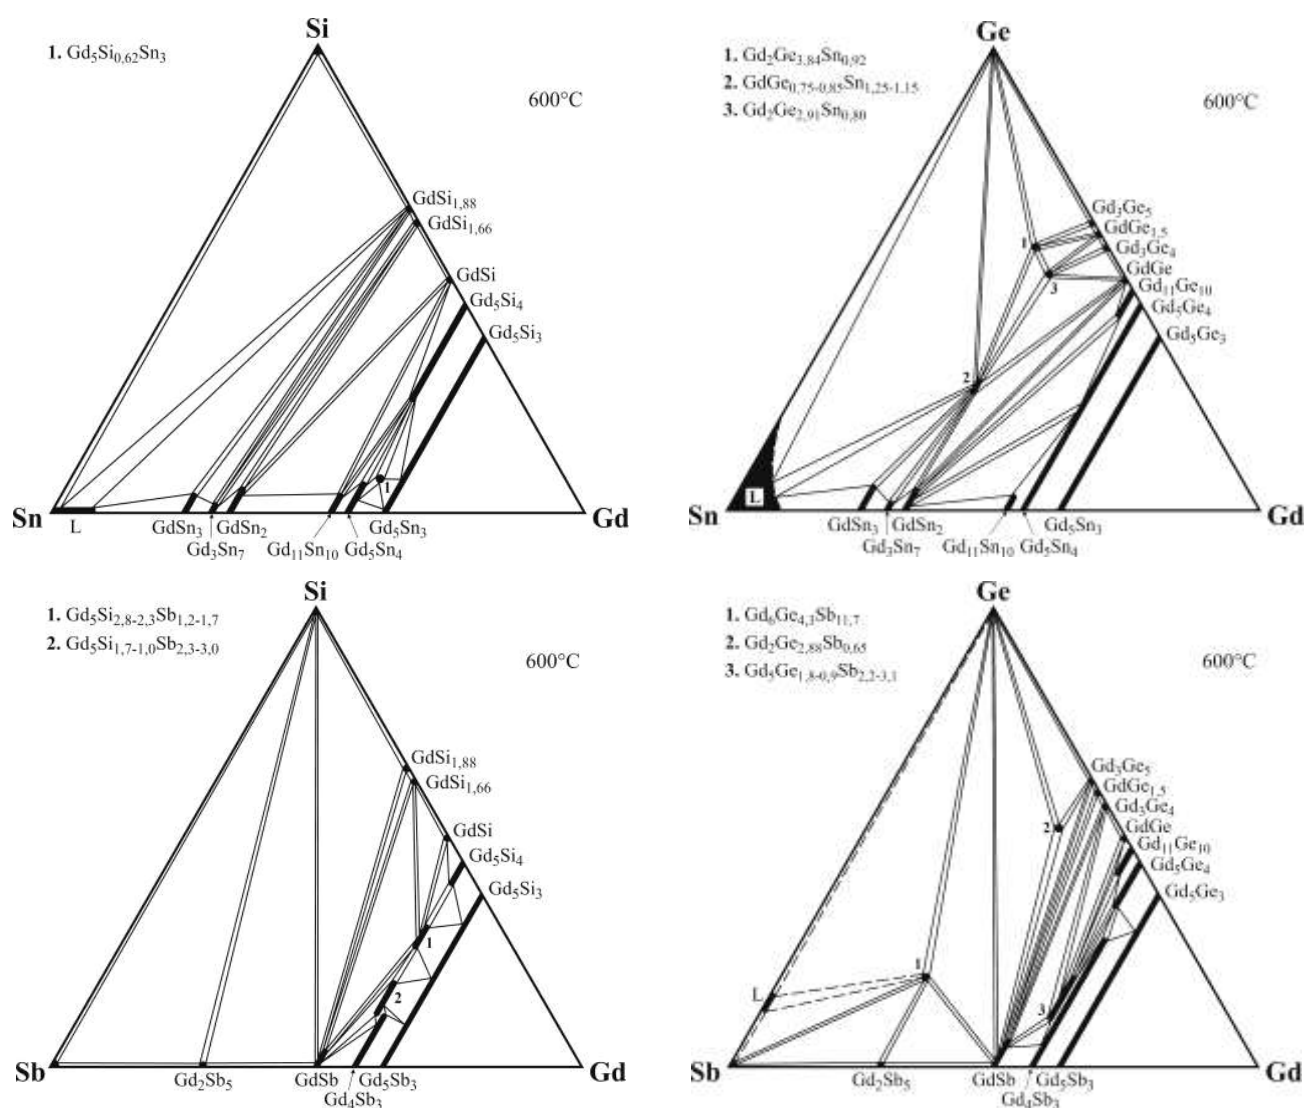 Si
1. Gd5Si0,62Sn3
600°C
GdSi1,88
GdSi1,66
GdSi
Gd5Si4
Gd5Si3
1
Sn
L
GdSn3
Gd3Sn7
GdSn2
Gd11Sn10
Gd5Sn4
Gd5Sn3
Gd
Ge
1. Gd2Ge3,84Sn0,92
2. GdGe0,75-0,85Sn1,25-1,15
3. Gd2Ge2,91Sn0,80
600°C
Gd3Ge5
GdGe1,5
Gd3Ge4
GdGe
Gd11Ge10
Gd5Ge4
Gd5Ge3
1
3
2
L
Sn
GdSn3
Gd3Sn7
GdSn2
Gd11Sn10
Gd5Sn4
Gd5Sn3
Gd
Si
1. Gd5Si2,8-2,3Sb1,2-1,7
2. Gd5Si1,7-1,0Sb2,3-3,0
600°C
GdSi1,88
GdSi1,66
GdSi
Gd5Si4
Gd5Si3
1
2
Sb
Gd2Sb5
GdSb
Gd4Sb3
Gd5Sb3
Gd
Ge
1. Gd6Ge4,3Sb11,7
2. Gd2Ge2,88Sb0,65
3. Gd5Ge1,8-0,9Sb2,2-3,1
600°C
Gd3Ge5
GdGe1,5
Gd3Ge4
GdGe
Gd11Ge10
Gd5Ge4
Gd5Ge3
2
1
L
3
Sb
Gd2Sb5
GdSb
Gd4Sb3
Gd5Sb3
Gd